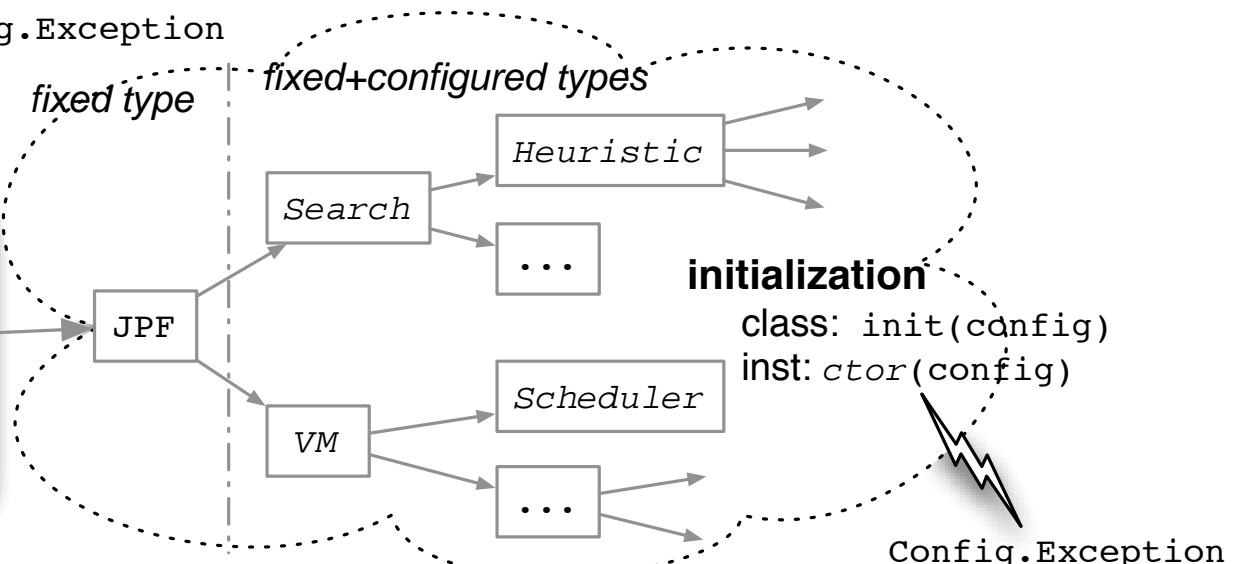 g.Exception
fixed type
fixed+configured types
Heuristic
Search
...
initialization
JPF
class: init(config)
inst: ctor(config)
Scheduler
VM
...
Config.Exception